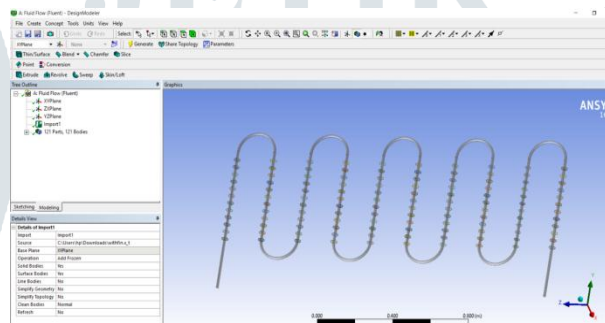 A: Fluid Flow (Fluent) - DesignModeler
File Create Concept Tools Units View Help
Undo Redo Select
XYPlane None Generate Share Topology Parameters
Thin/Surface Blend Chamfer Slice
Point Conversion
Extrude Revolve Sweep Skin/Loft
Tree Outline
Graphics
A: Fluid Flow (Fluent)
XYPlane
ZXPlane
YZPlane
Import1
121 Parts, 121 Bodies
ANSY
Sketching Modeling
Details View
Details of Import1
Import Import1
Source
Base Plane XYPlane
Operation Add Frozen
Solid Bodies Yes
Surface Bodies Yes
Line Bodies No
Simplify Geometry No
Simplify Topology No
Clean Bodies Normal
Refresh No
0.000 0.400 0.800 (m)
Y
Z
X